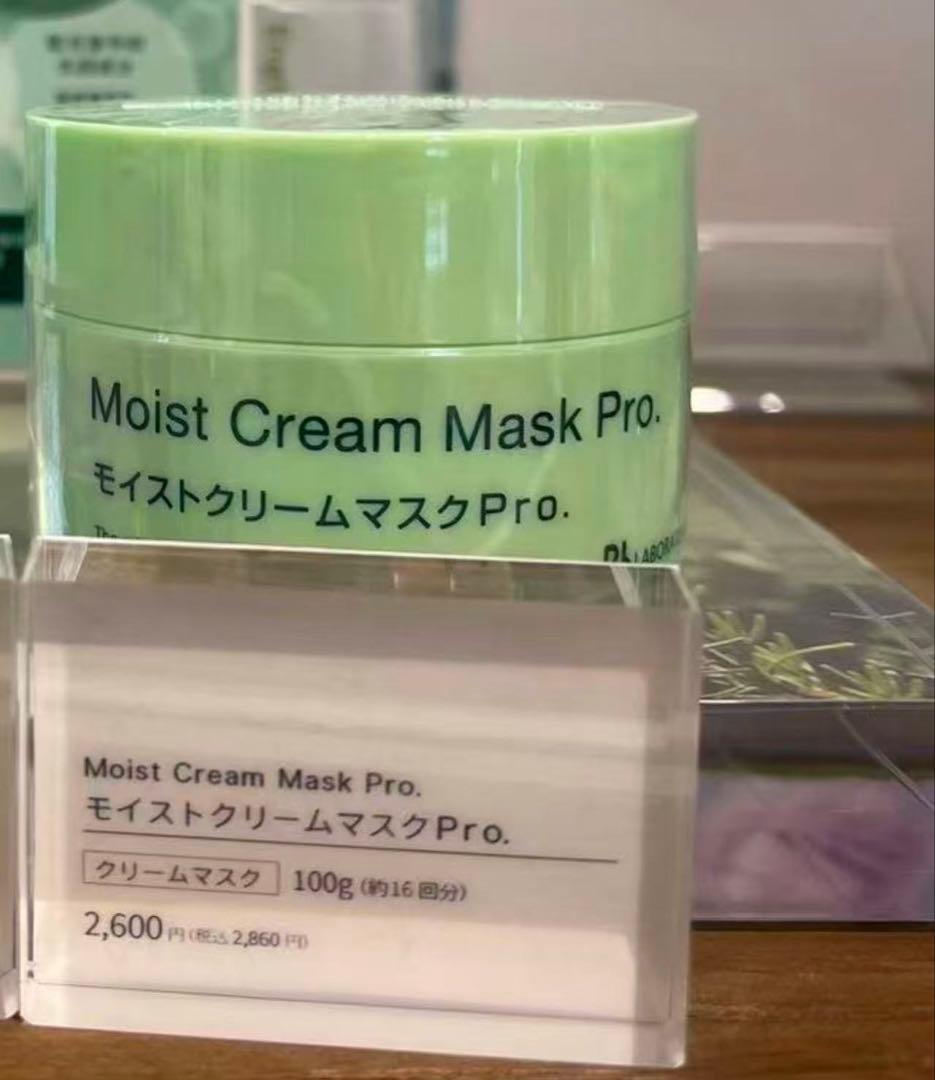 Moist Cream Mask Pro.
モイストクリームマスクPro.
Moist Cream Mask Pro.
モイストクリームマスクPro.
クリームマスク 100g (約16回分)
2,600円(税込2,860円)